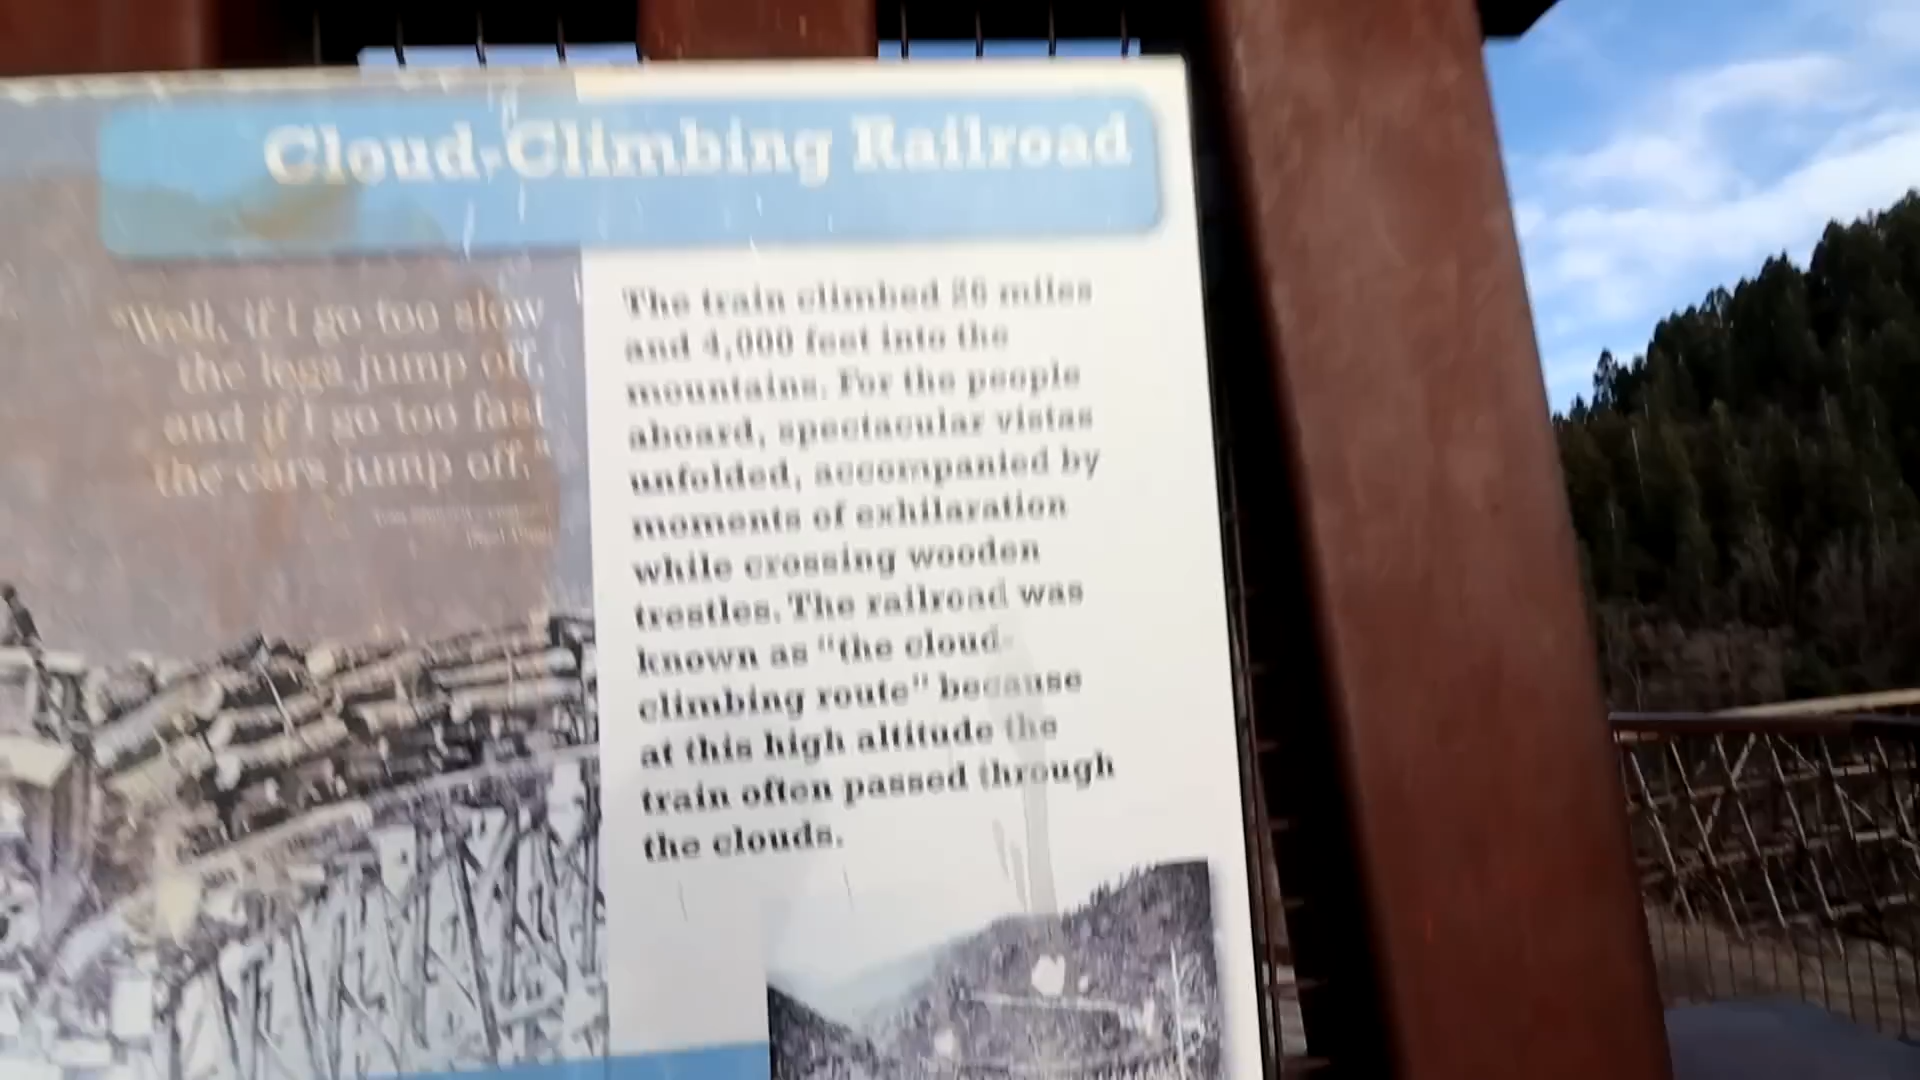 Cloud-Climbing Railroad
"Well, if I go too slow
the logs jump off,
and if I go too fast
the cars jump off."
The train climbed 26 miles
and 4,000 feet into the
mountains. For the people
aboard, spectacular vistas
unfolded, accompanied by
moments of exhilaration
while crossing wooden
trestles. The railroad was
known as "the cloud-
climbing route" because
at this high altitude the
train often passed through
the clouds.